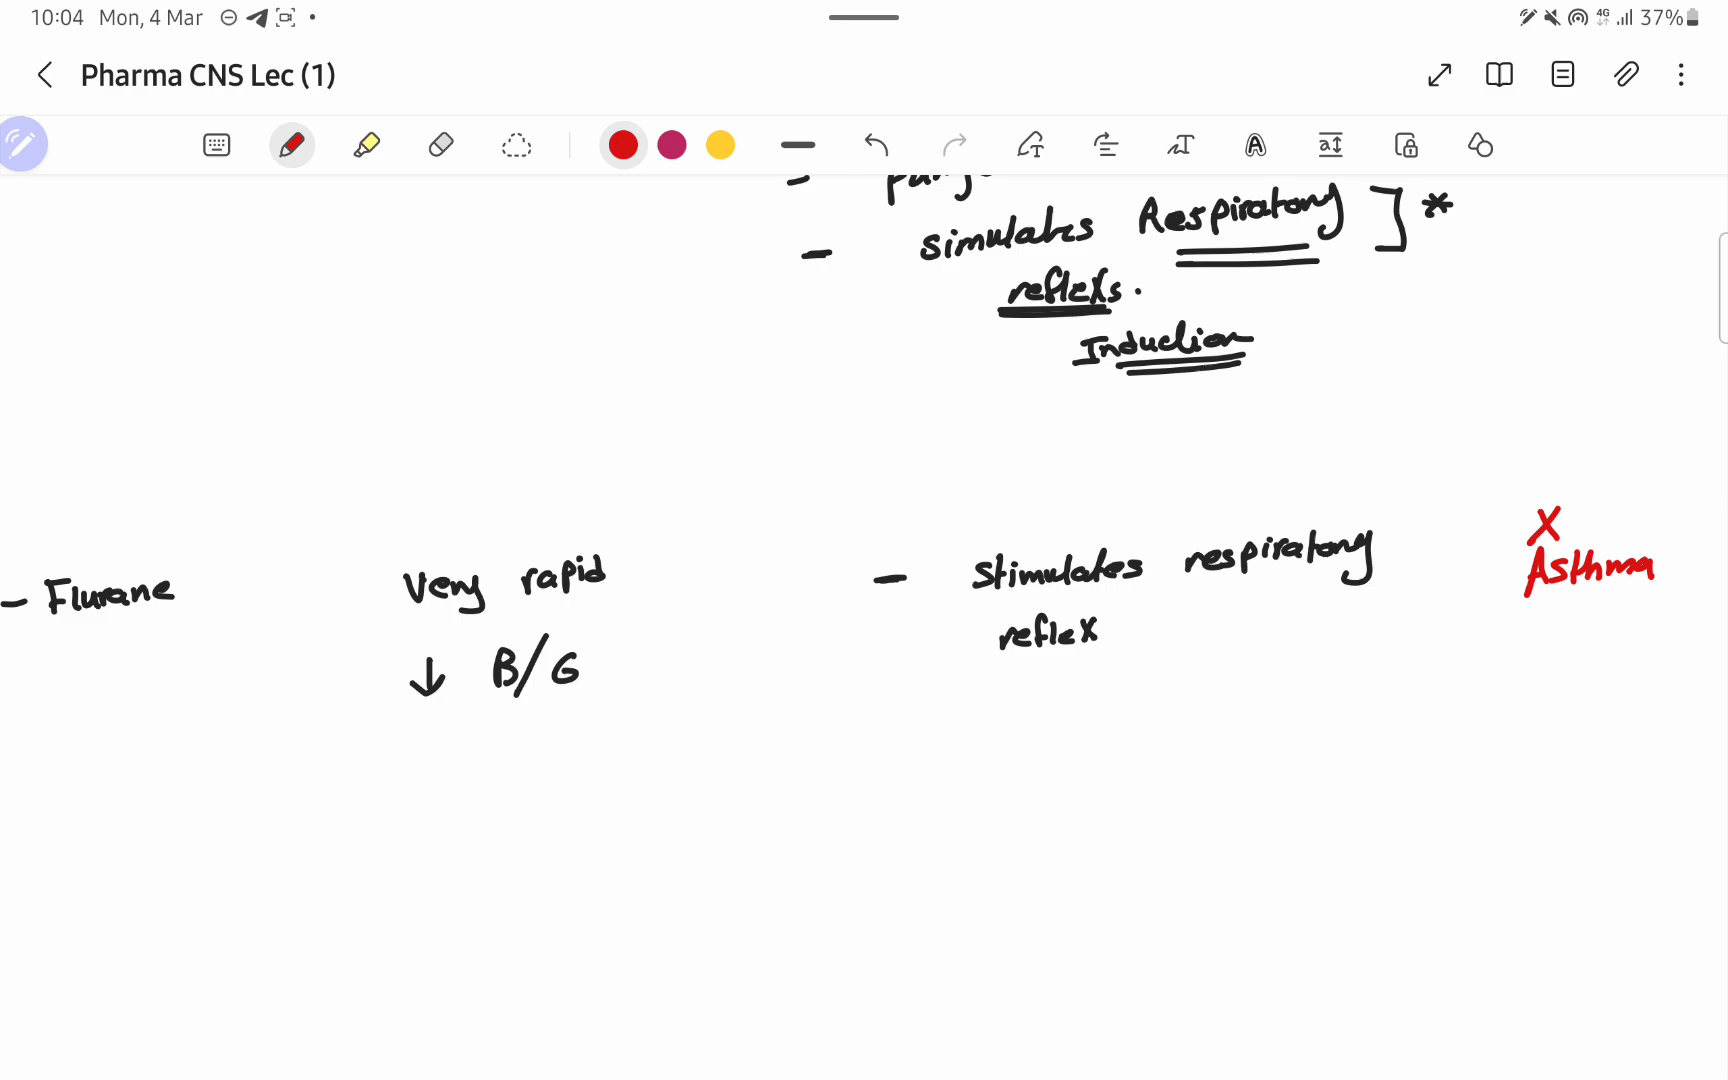 10:04 Mon, 4 Mar
4G 37%
Pharma CNS Lec (1)
- simulates Respiratory ] *
reflexs.
Induction
X
- Flurane Very rapid - Stimulates respiratory Asthma
↓ B/G reflex